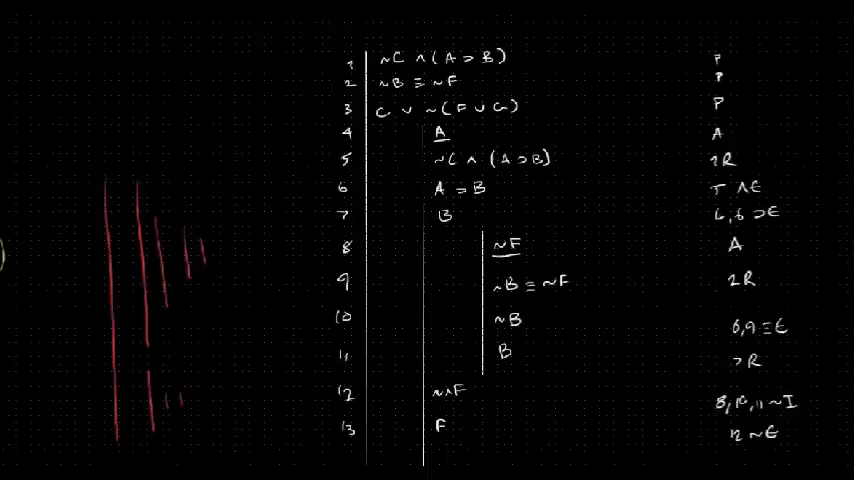 1 ~C ∧ (A ⊃ B) P
2 ~B ≡ ~F P
3 C ∨ ~(F ∨ G) P
4 A A
5 ~C ∧ (A ⊃ B) 1R
6 A ⊃ B 5 ∧E
7 B 4,6 ⊃E
8 ~F A
9 ~B ≡ ~F 2R
10 ~B 8,9 ≡E
11 B 7R
12 ~~F 8,10,11 ~I
13 F 12 ~E